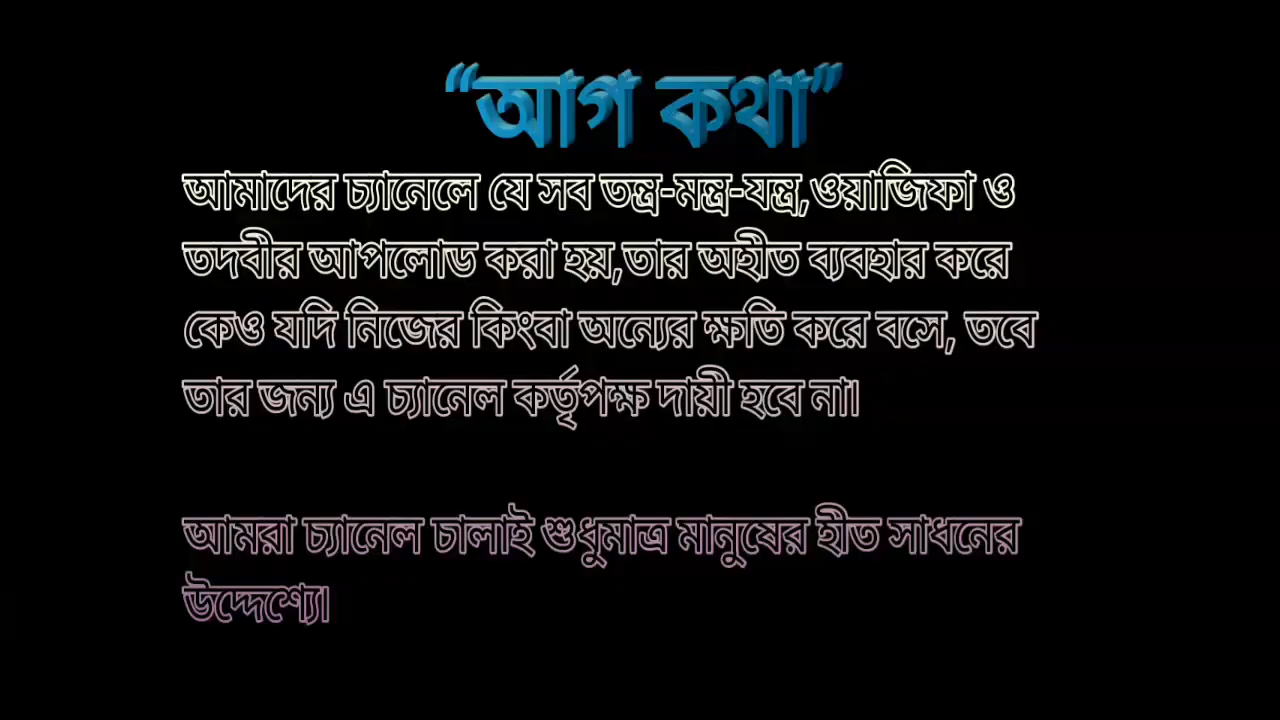 “আগ কথা”
আমাদের চ্যানেলে যে সব তন্ত্র-মন্ত্র-যন্ত্র,ওয়াজিফা ও
তদবীর আপলোড করা হয়,তার অহীত ব্যবহার করে
কেও যদি নিজের কিংবা অন্যের ক্ষতি করে বসে, তবে
তার জন্য এ চ্যানেল কর্তৃপক্ষ দায়ী হবে না।
আমরা চ্যানেল চালাই শুধুমাত্র মানুষের হীত সাধনের
উদ্দেশ্যে।